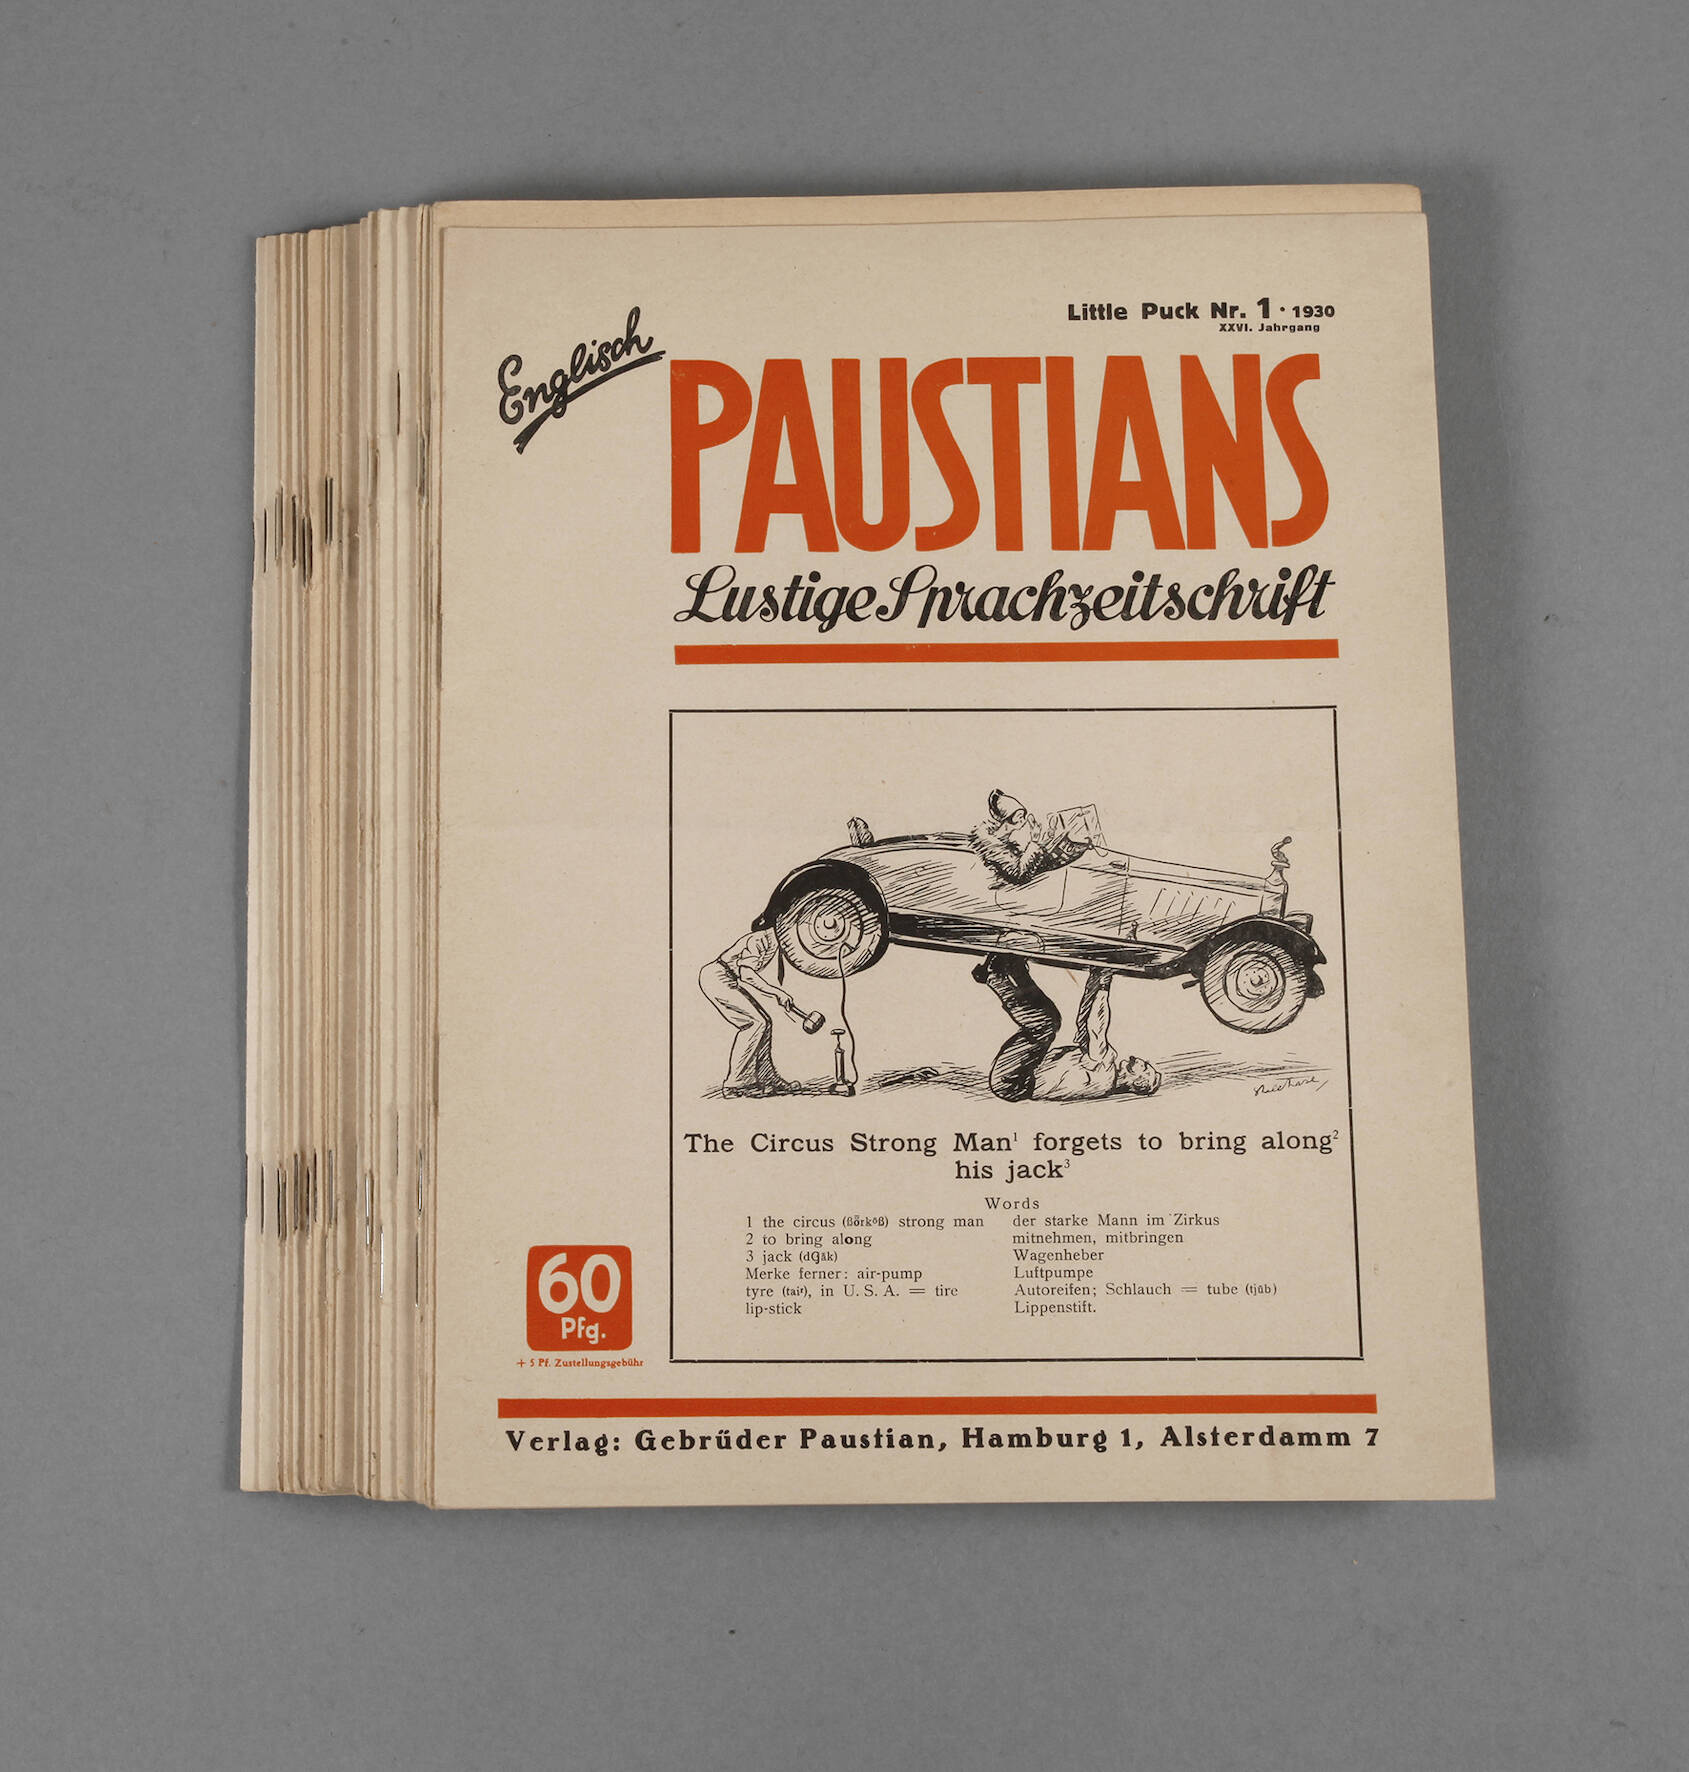 Little Puck Nr. 1 · 1930
XXVI. Jahrgang
Englisch
PAUSTIANS
Lustige Sprachzeitschrift
The Circus Strong Man¹ forgets to bring along²
his jack³
Words
1 the circus (ßörkºß) strong man der starke Mann im Zirkus
2 to bring along mitnehmen, mitbringen
3 jack Wagenheber
Merke ferner: air-pump Luftpumpe
tyre (taiʳ), in U. S. A. = tire Autoreifen; Schlauch = tube (tjūb)
lip-stick Lippenstift.
60
Pfg.
+ 5 Pf. Zustellungsgebühr
Verlag: Gebrüder Paustian, Hamburg 1, Alsterdamm 7